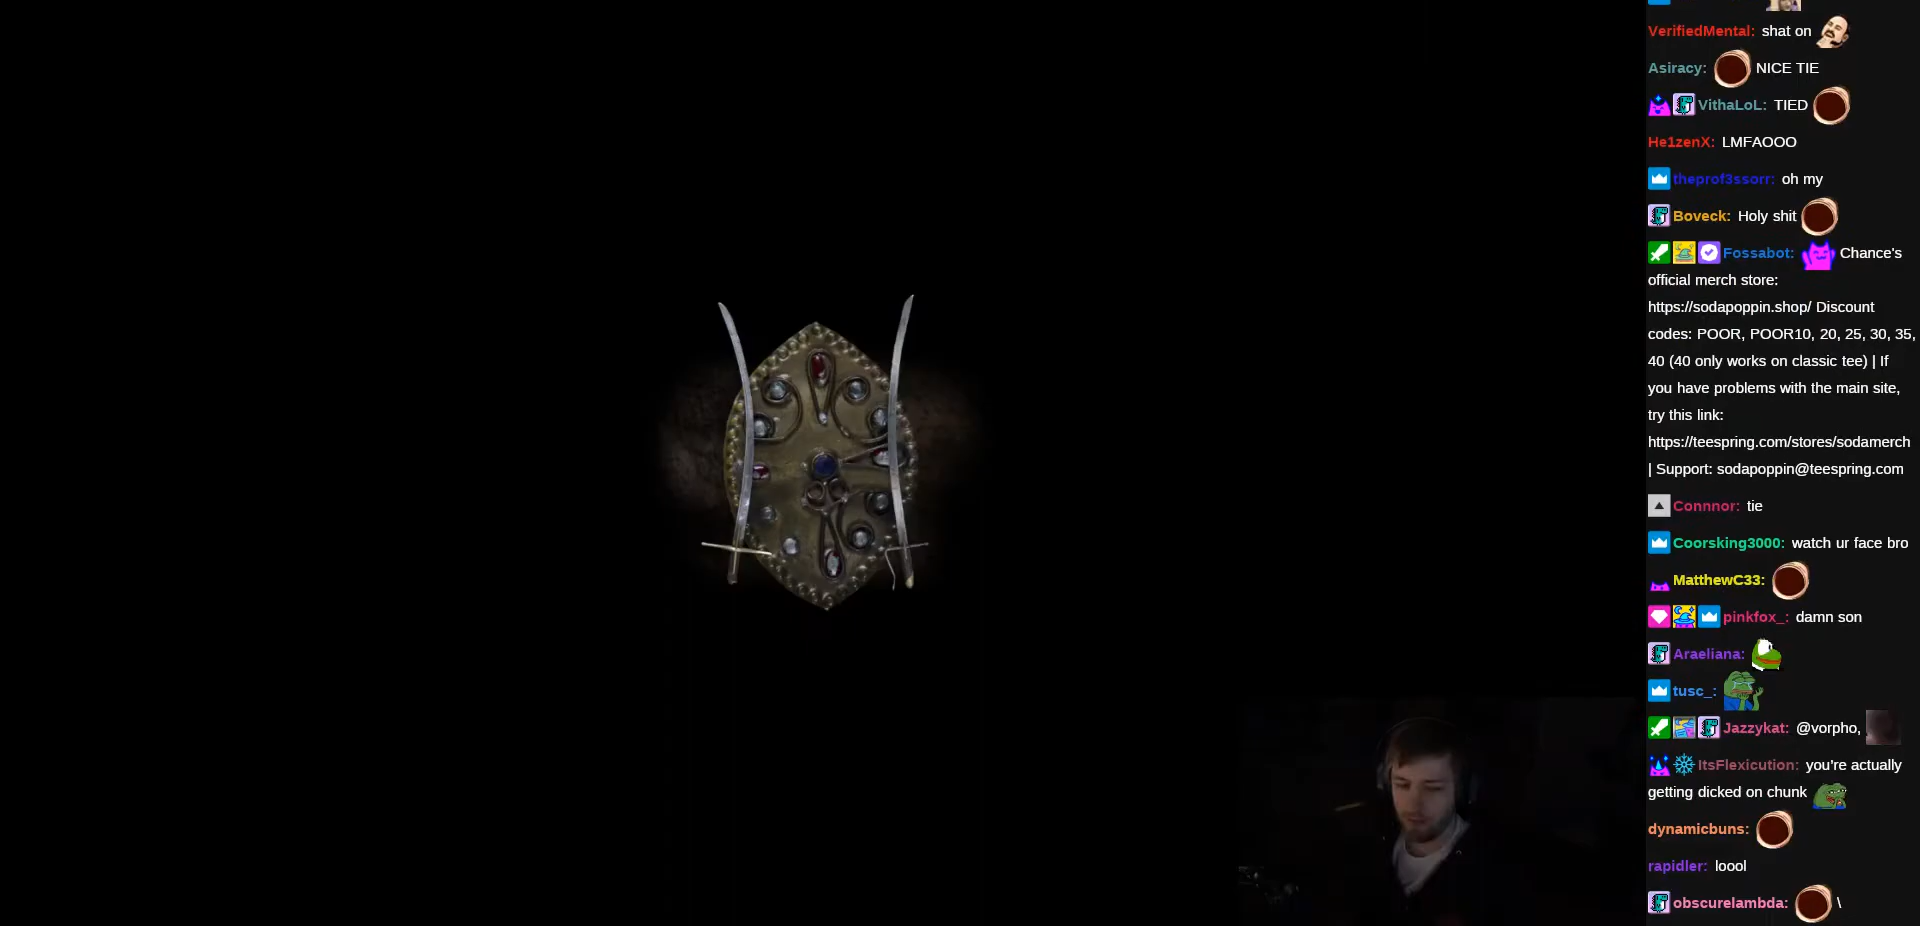 VerifiedMental: shat on
Asiracy: NICE TIE
VithaLoL: TIED
He1zenX: LMFAOOO
theprof3ssorr: oh my
Boveck: Holy shit
Fossabot: Chance's
official merch store:
https://sodapoppin.shop/ Discount
codes: POOR, POOR10, 20, 25, 30, 35,
40 (40 only works on classic tee) | If
you have problems with the main site,
try this link:
https://teespring.com/stores/sodamerch
| Support: sodapoppin@teespring.com
Connnor: tie
Coorsking3000: watch ur face bro
MatthewC33:
pinkfox_: damn son
Araeliana:
tusc_:
Jazzykat: @vorpho,
ItsFlexicution: you're actually
getting dicked on chunk
dynamicbuns:
rapidler: loool
obscurelambda: \